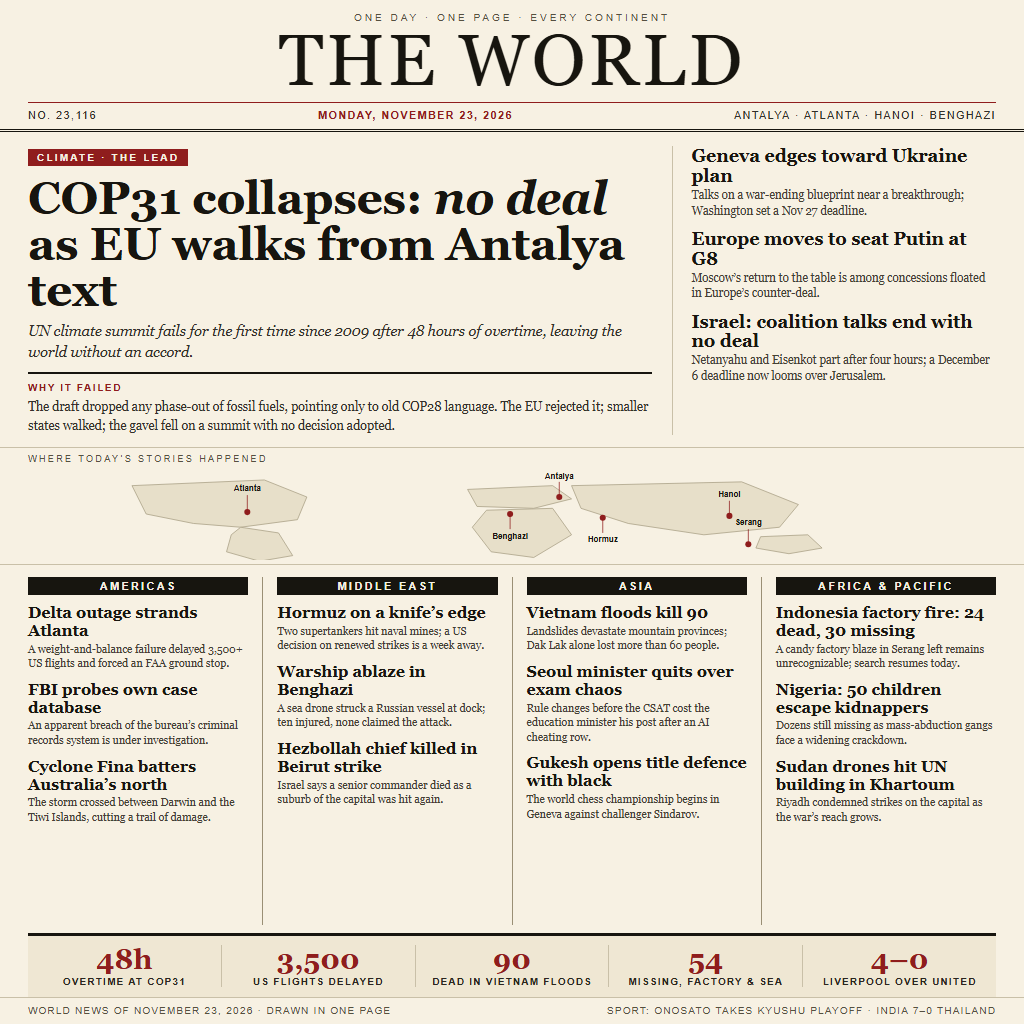 ONE DAY · ONE PAGE · EVERY CONTINENT
THE WORLD
NO. 23,116
MONDAY, NOVEMBER 23, 2026
ANTALYA · ATLANTA · HANOI · BENGHAZI
CLIMATE · THE LEAD
COP31 collapses: no deal
as EU walks from Antalya
text
UN climate summit fails for the first time since 2009 after 48 hours of overtime, leaving the
world without an accord.
WHY IT FAILED
The draft dropped any phase-out of fossil fuels, pointing only to old COP28 language. The EU rejected it; smaller
states walked; the gavel fell on a summit with no decision adopted.
Geneva edges toward Ukraine
plan
Talks on a war-ending blueprint near a breakthrough;
Washington set a Nov 27 deadline.
Europe moves to seat Putin at
G8
Moscow’s return to the table is among concessions floated
in Europe’s counter-deal.
Israel: coalition talks end with
no deal
Netanyahu and Eisenkot part after four hours; a December
6 deadline now looms over Jerusalem.
WHERE TODAY'S STORIES HAPPENED
Atlanta
Antalya
Benghazi
Hormuz
Hanoi
Serang
AMERICAS
Delta outage strands
Atlanta
A weight-and-balance failure delayed 3,500+
US flights and forced an FAA ground stop.
FBI probes own case
database
An apparent breach of the bureau’s criminal
records system is under investigation.
Cyclone Fina batters
Australia’s north
The storm crossed between Darwin and the
Tiwi Islands, cutting a trail of damage.
MIDDLE EAST
Hormuz on a knife’s edge
Two supertankers hit naval mines; a US
decision on renewed strikes is a week away.
Warship ablaze in
Benghazi
A sea drone struck a Russian vessel at dock;
ten injured, none claimed the attack.
Hezbollah chief killed in
Beirut strike
Israel says a senior commander died as a
suburb of the capital was hit again.
ASIA
Vietnam floods kill 90
Landslides devastate mountain provinces;
Dak Lak alone lost more than 60 people.
Seoul minister quits over
exam chaos
Rule changes before the CSAT cost the
education minister his post after an AI
cheating row.
Gukesh opens title defence
with black
The world chess championship begins in
Geneva against challenger Sindarov.
AFRICA & PACIFIC
Indonesia factory fire: 24
dead, 30 missing
A candy factory blaze in Serang left remains
unrecognizable; search resumes today.
Nigeria: 50 children
escape kidnappers
Dozens still missing as mass-abduction gangs
face a widening crackdown.
Sudan drones hit UN
building in Khartoum
Riyadh condemned strikes on the capital as
the war’s reach grows.
48h
OVERTIME AT COP31
3,500
US FLIGHTS DELAYED
90
DEAD IN VIETNAM FLOODS
54
MISSING, FACTORY & SEA
4–0
LIVERPOOL OVER UNITED
WORLD NEWS OF NOVEMBER 23, 2026 · DRAWN IN ONE PAGE
SPORT: ONOSATO TAKES KYUSHU PLAYOFF · INDIA 7–0 THAILAND